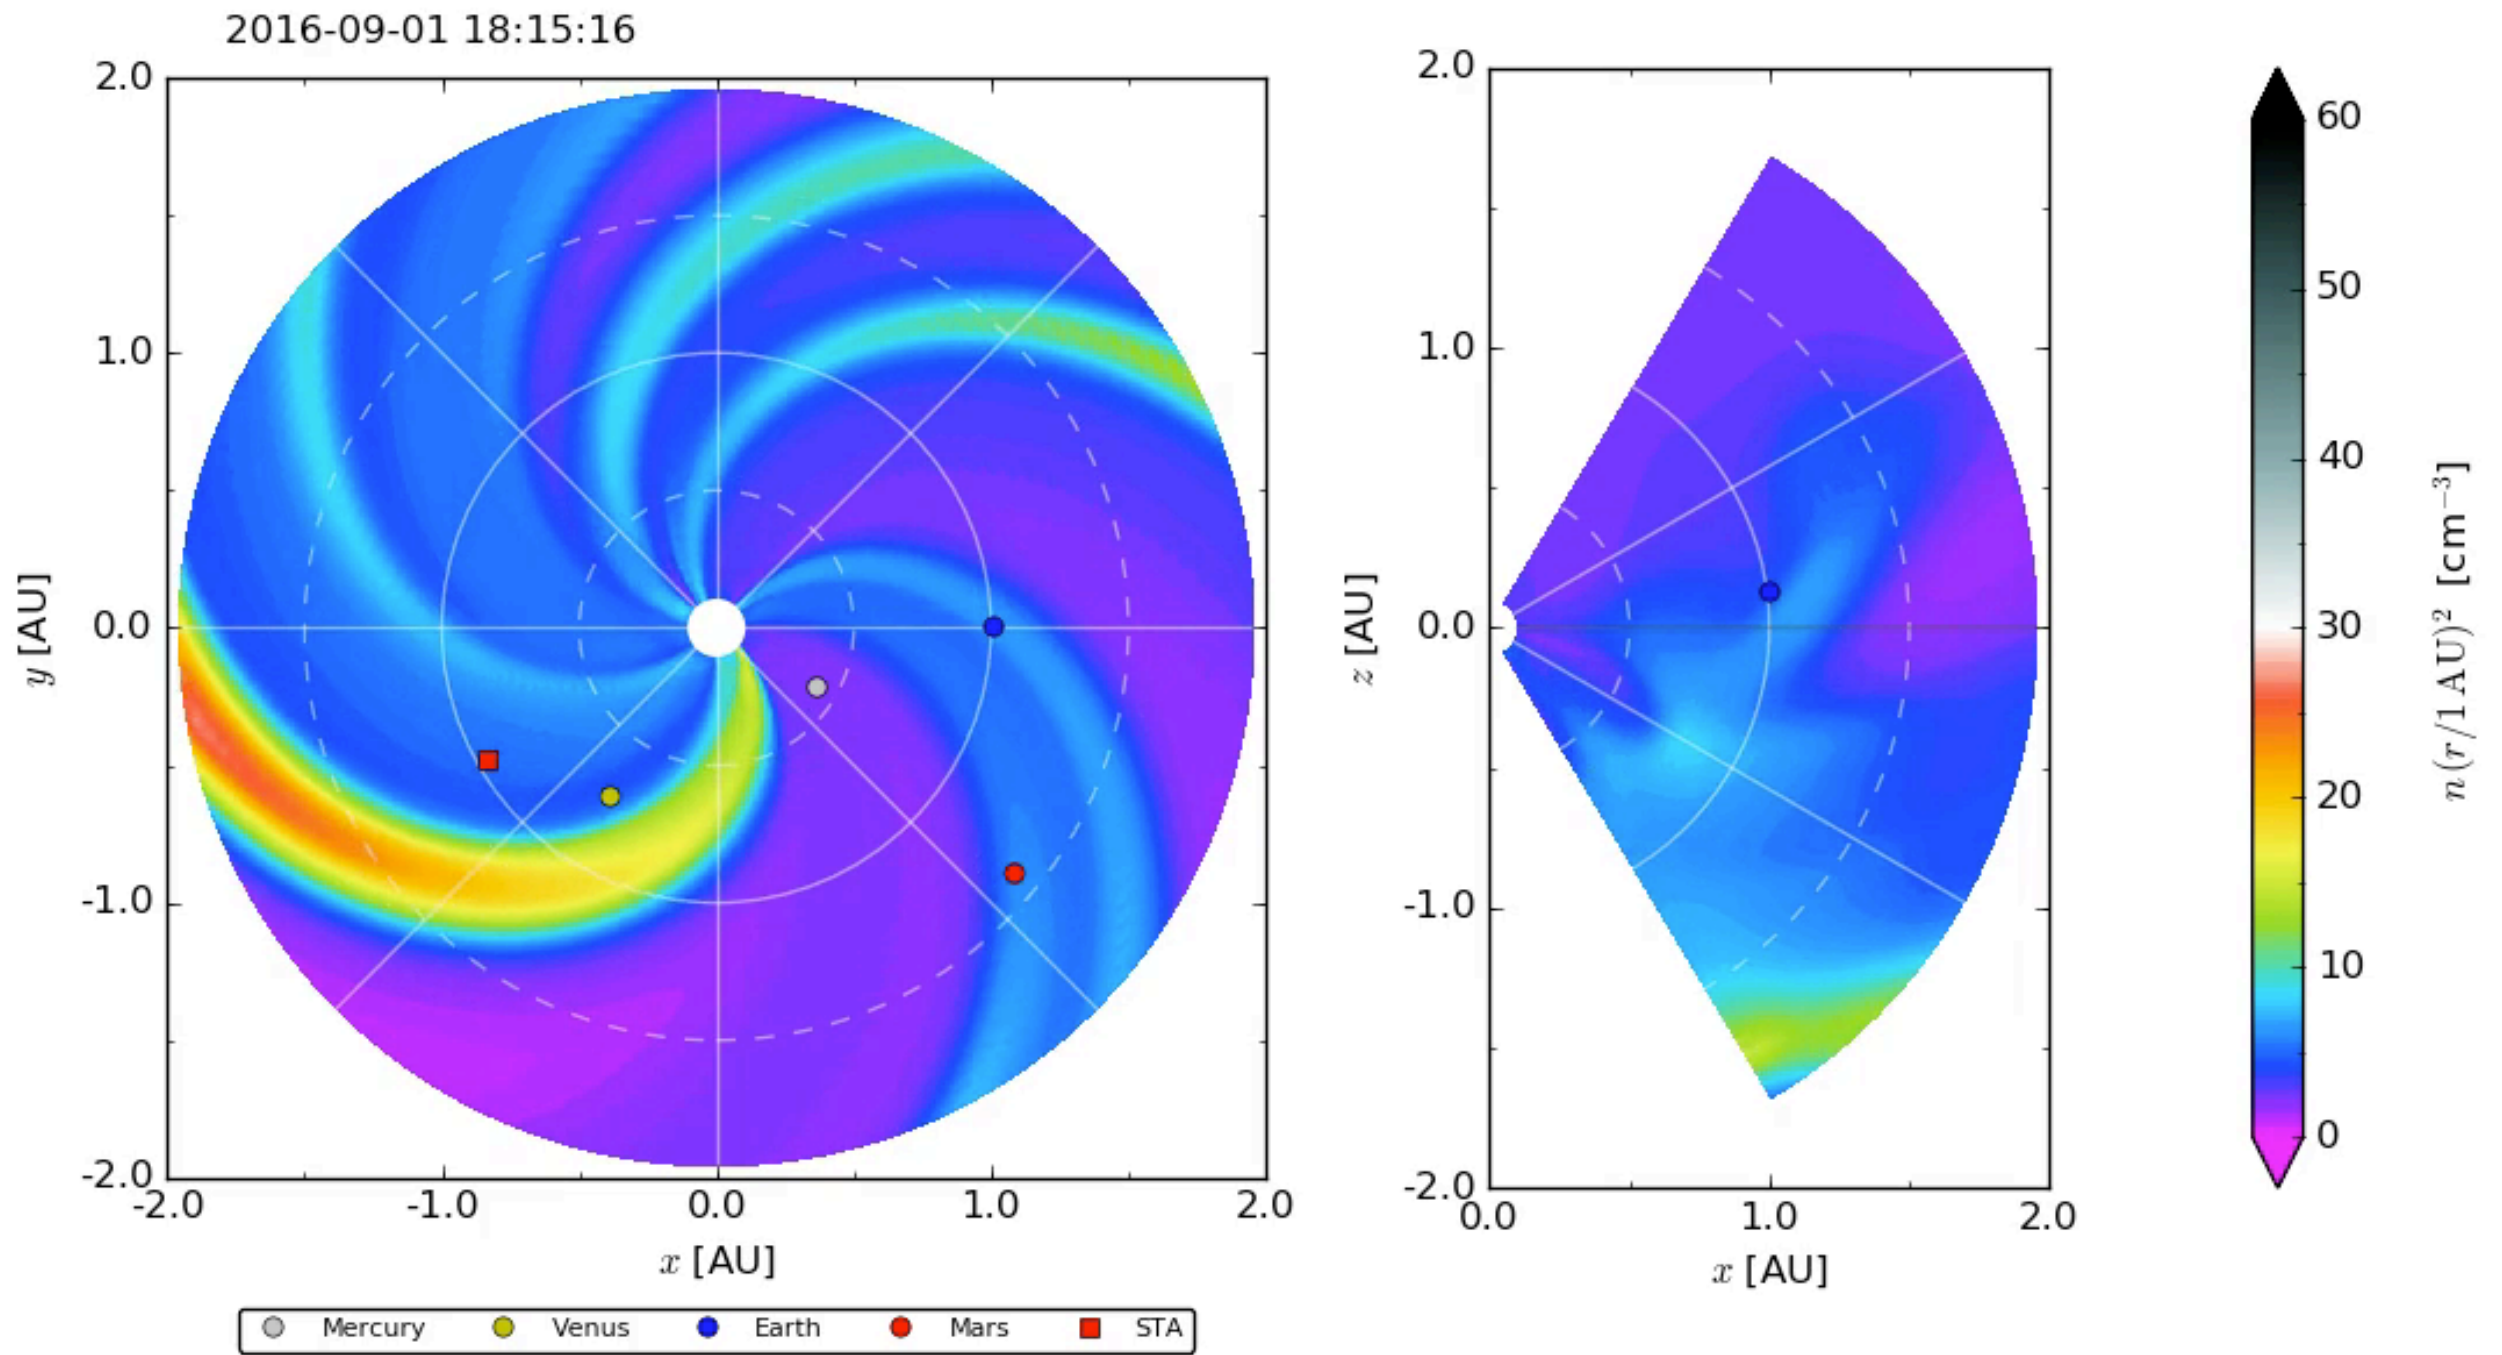 2016-09-01 18:15:16
2.0
1.0
0.0
-1.0
-2.0
y [AU]
-2.0 -1.0 0.0 1.0 2.0
x [AU]
2.0
1.0
0.0
-1.0
-2.0
z [AU]
0.0 1.0 2.0
x [AU]
60
50
40
30
20
10
0
n(r/1 AU)² [cm⁻³]
Mercury Venus Earth Mars STA